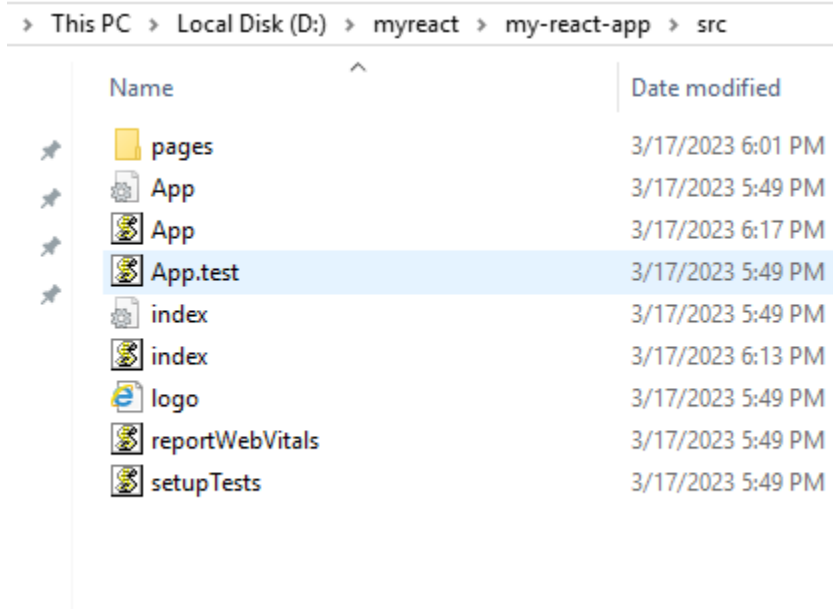 > This PC > Local Disk (D:) > myreact > my-react-app > src
Name Date modified
pages 3/17/2023 6:01 PM
App 3/17/2023 5:49 PM
App 3/17/2023 6:17 PM
App.test 3/17/2023 5:49 PM
index 3/17/2023 5:49 PM
index 3/17/2023 6:13 PM
logo 3/17/2023 5:49 PM
reportWebVitals 3/17/2023 5:49 PM
setupTests 3/17/2023 5:49 PM